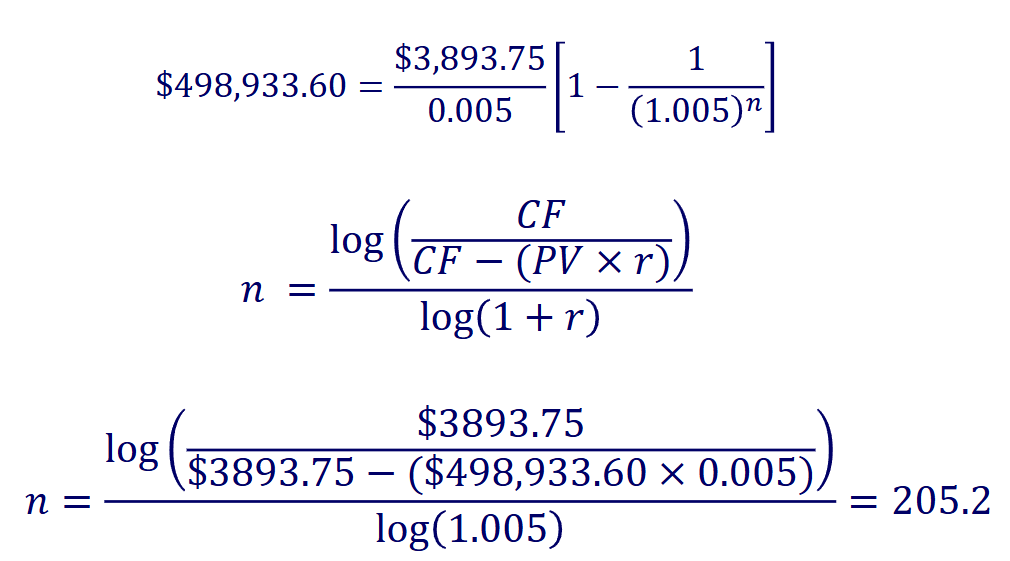 $498,933.60 = $3,893.75 / 0.005 [1 − 1 / (1.005)^n]
n = log(CF / (CF − (PV × r))) / log(1 + r)
n = log($3893.75 / ($3893.75 − ($498,933.60 × 0.005))) / log(1.005) = 205.2